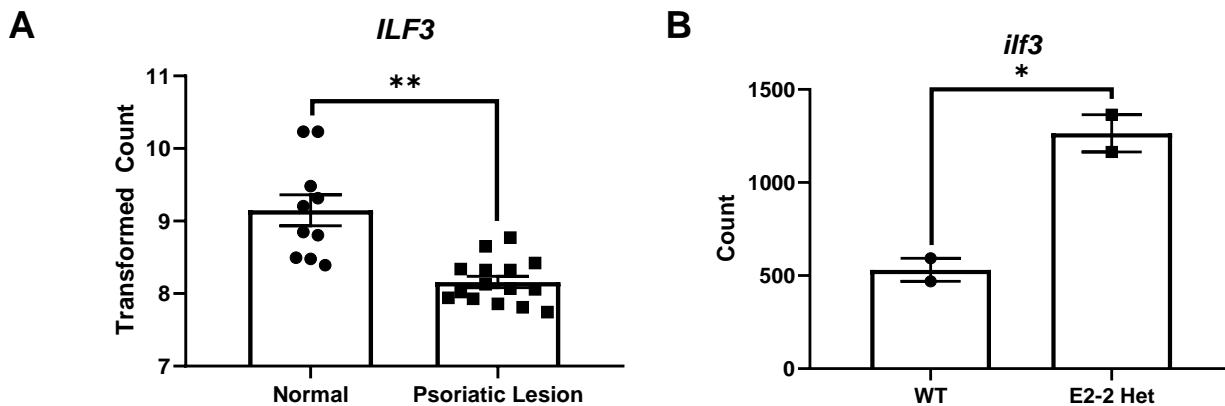 A
ILF3
**
Transformed Count
11
10
9
8
7
Normal Psoriatic Lesion
B
ilf3
*
Count
1500
1000
500
0
WT E2-2 Het